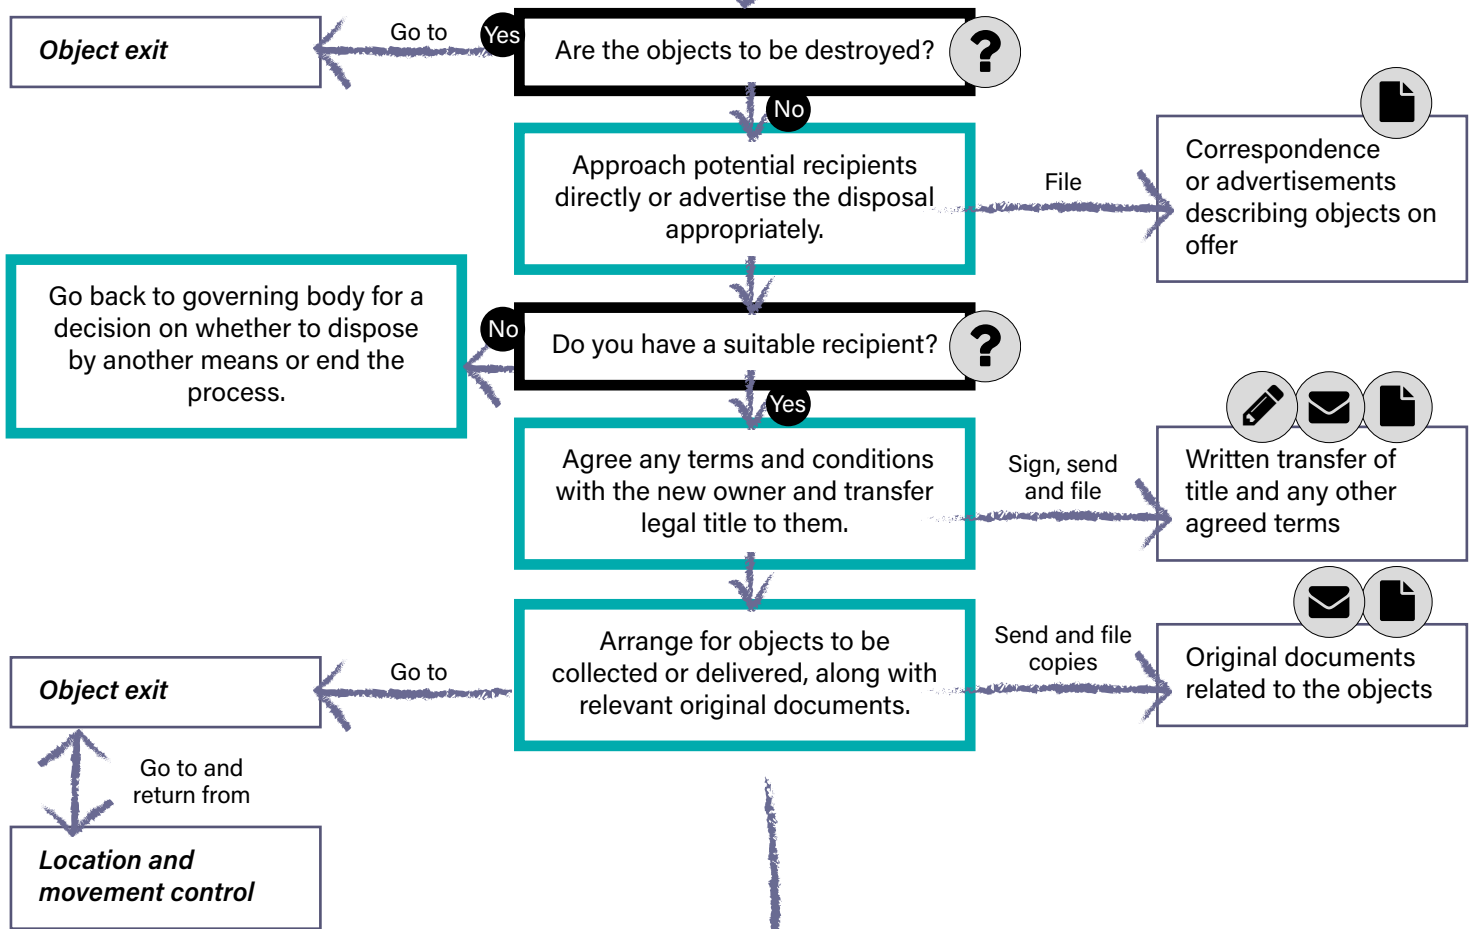 Object exit
Go to
Yes
Are the objects to be destroyed?
?
No
Approach potential recipients
directly or advertise the disposal
appropriately.
File
Correspondence
or advertisements
describing objects on
offer
Go back to governing body for a
decision on whether to dispose
by another means or end the
process.
No
Do you have a suitable recipient?
?
Yes
Agree any terms and conditions
with the new owner and transfer
legal title to them.
Sign, send
and file
Written transfer of
title and any other
agreed terms
Arrange for objects to be
collected or delivered, along with
relevant original documents.
Send and file
copies
Original documents
related to the objects
Go to
Object exit
Go to and
return from
Location and
movement control